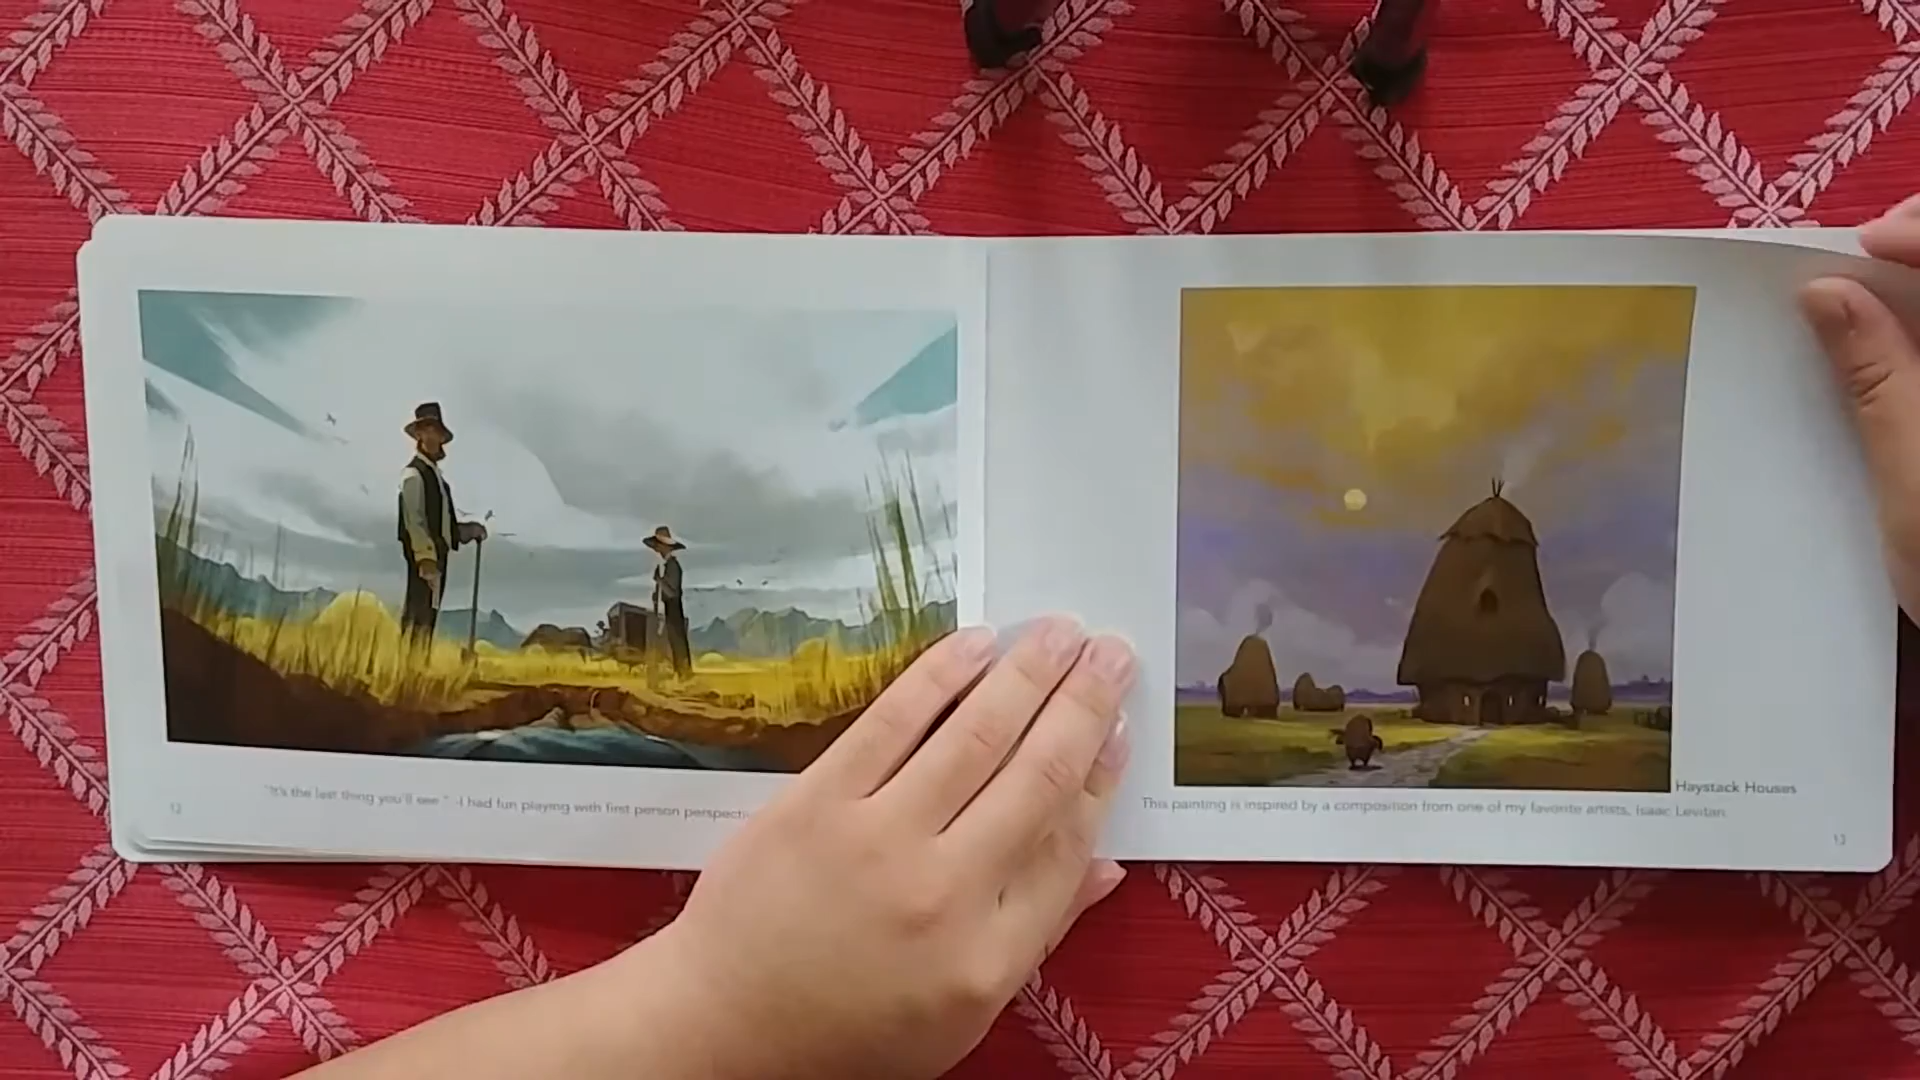 "It's the last thing you'll see " -I had fun playing with first person
12
Haystack Houses
This painting is inspired by a composition from one of my favorite artists, Isaac Levitan.
13